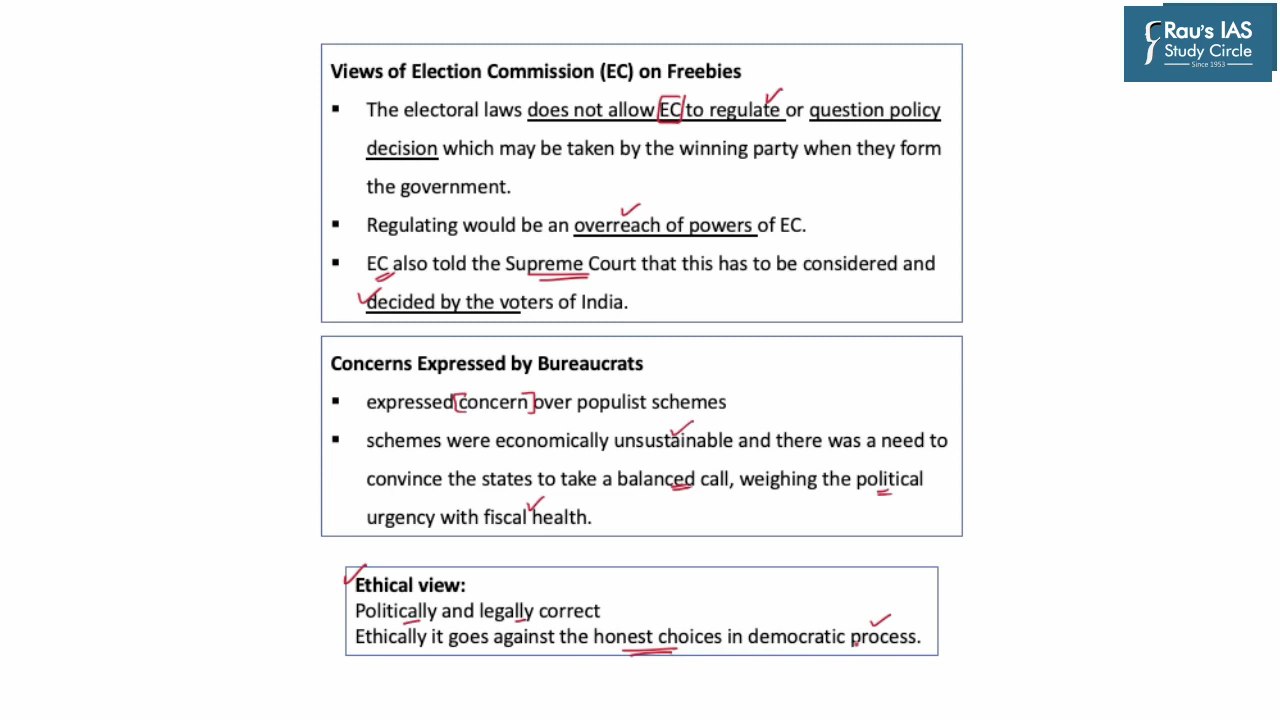 Rau's IAS
Study Circle
Since 1953
Views of Election Commission (EC) on Freebies
▪ The electoral laws does not allow EC to regulate or question policy
decision which may be taken by the winning party when they form
the government.
▪ Regulating would be an overreach of powers of EC.
▪ EC also told the Supreme Court that this has to be considered and
decided by the voters of India.
Concerns Expressed by Bureaucrats
▪ expressed concern over populist schemes
▪ schemes were economically unsustainable and there was a need to
convince the states to take a balanced call, weighing the political
urgency with fiscal health.
Ethical view:
Politically and legally correct
Ethically it goes against the honest choices in democratic process.